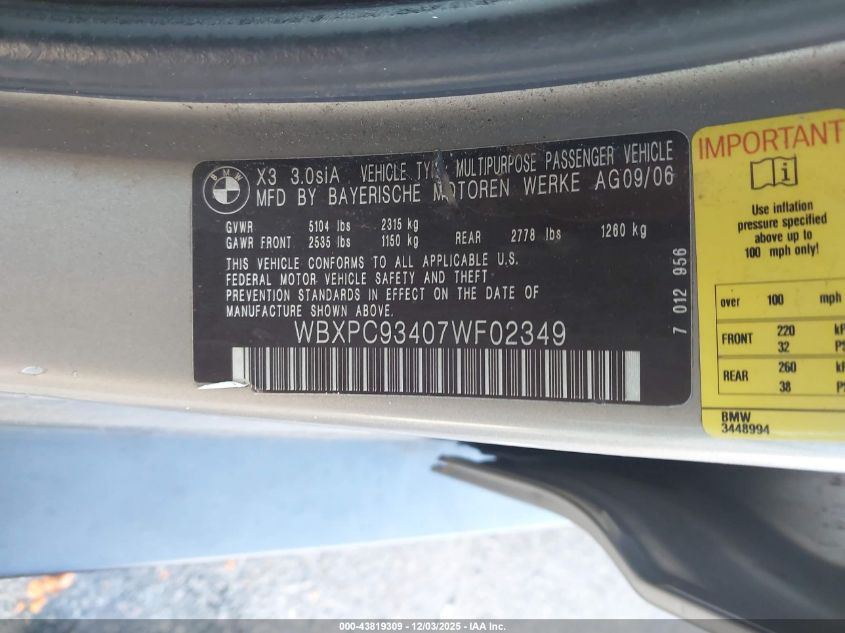 BMW
X3 3.0siA VEHICLE TYPE MULTIPURPOSE PASSENGER VEHICLE
MFD BY BAYERISCHE MOTOREN WERKE AG09/06
GVWR 5104 lbs 2315 kg
GAWR FRONT 2535 lbs 1150 kg REAR 2778 lbs 1260 kg
THIS VEHICLE CONFORMS TO ALL APPLICABLE U.S.
FEDERAL MOTOR VEHICLE SAFETY AND THEFT
PREVENTION STANDARDS IN EFFECT ON THE DATE OF
MANUFACTURE SHOWN ABOVE.
WBXPC93407WF02349
7 012 956
IMPORTANT
Use inflation
pressure specified
above up to
100 mph only!
over 100 mph
FRONT 220
32
REAR 260
38
BMW
3448994
000-43819309 - 12/03/2025 - IAA Inc.